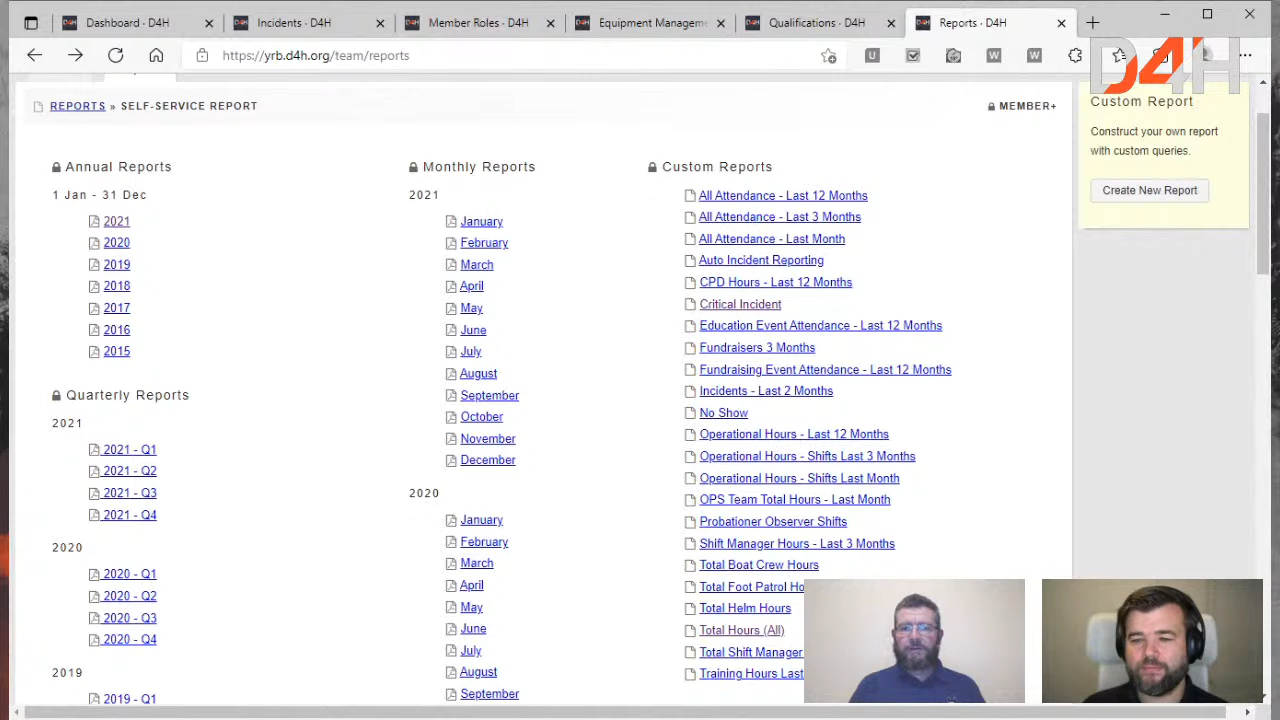 Dashboard - D4H
Incidents - D4H
Member Roles - D4H
Equipment Managem
Qualifications - D4H
Reports - D4H
https://yrb.d4h.org/team/reports
D4H
REPORTS » SELF-SERVICE REPORT
MEMBER+
Annual Reports
1 Jan - 31 Dec
2021
2020
2019
2018
2017
2016
2015
Quarterly Reports
2021
2021 - Q1
2021 - Q2
2021 - Q3
2021 - Q4
2020
2020 - Q1
2020 - Q2
2020 - Q3
2020 - Q4
2019
2019 - Q1
Monthly Reports
2021
January
February
March
April
May
June
July
August
September
October
November
December
2020
January
February
March
April
May
June
July
August
September
Custom Reports
All Attendance - Last 12 Months
All Attendance - Last 3 Months
All Attendance - Last Month
Auto Incident Reporting
CPD Hours - Last 12 Months
Critical Incident
Education Event Attendance - Last 12 Months
Fundraisers 3 Months
Fundraising Event Attendance - Last 12 Months
Incidents - Last 2 Months
No Show
Operational Hours - Last 12 Months
Operational Hours - Shifts Last 3 Months
Operational Hours - Shifts Last Month
OPS Team Total Hours - Last Month
Probationer Observer Shifts
Shift Manager Hours - Last 3 Months
Total Boat Crew Hours
Total Foot Patrol Ho
Total Helm Hours
Total Hours (All)
Total Shift Manager
Training Hours Last
Custom Report
Construct your own report
with custom queries.
Create New Report